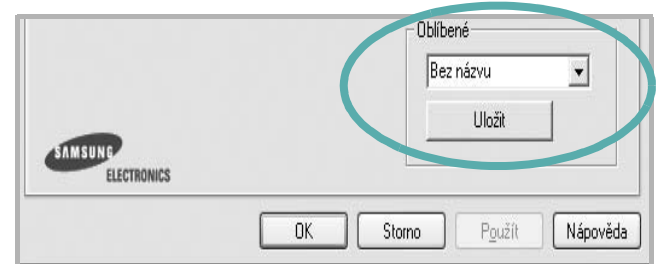 Oblíbené
Bez názvu
Uložit
SAMSUNG
ELECTRONICS
OK Storno Použít Nápověda